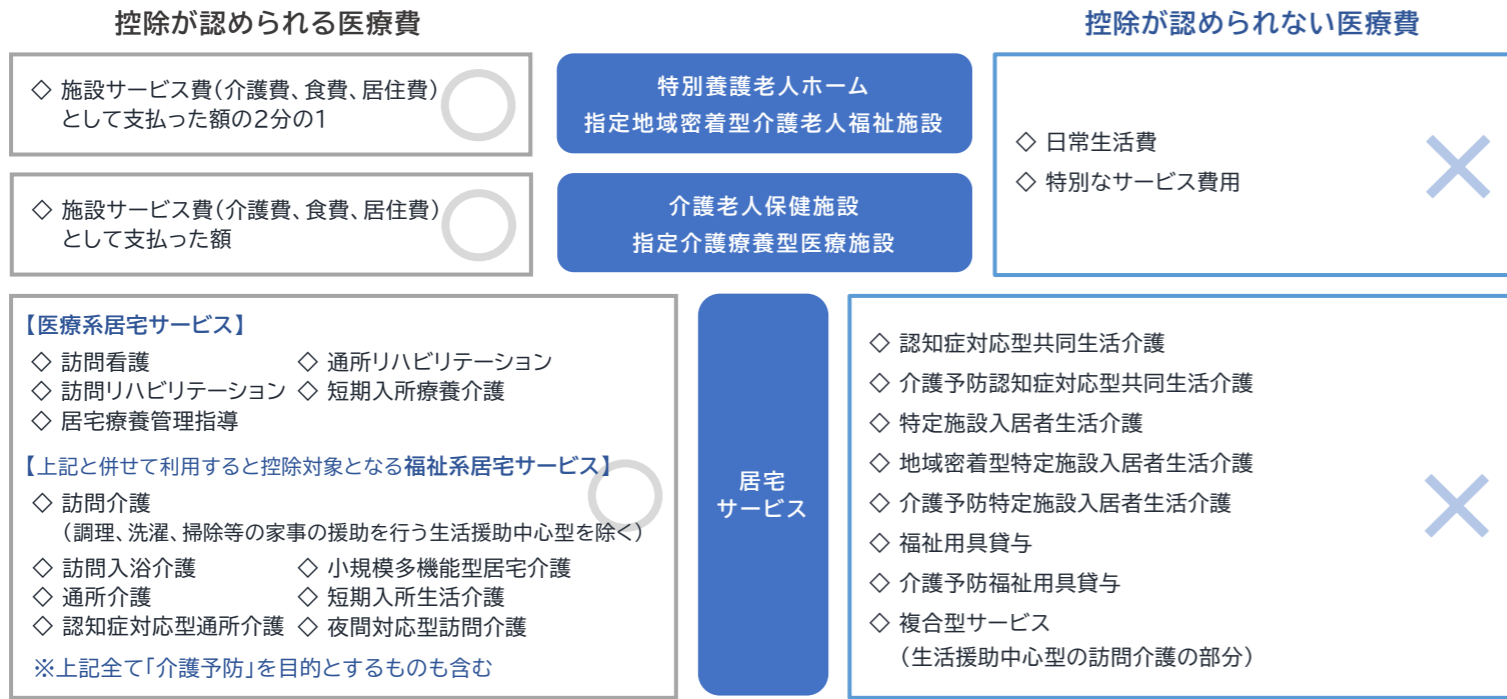 控除が認められる医療費
控除が認められない医療費
◇ 施設サービス費(介護費、食費、居住費)
として支払った額の2分の1
特別養護老人ホーム
指定地域密着型介護老人福祉施設
◇ 施設サービス費(介護費、食費、居住費)
として支払った額
介護老人保健施設
指定介護療養型医療施設
◇ 日常生活費
◇ 特別なサービス費用
【医療系居宅サービス】
◇ 訪問看護 ◇ 通所リハビリテーション
◇ 訪問リハビリテーション ◇ 短期入所療養介護
◇ 居宅療養管理指導
【上記と併せて利用すると控除対象となる福祉系居宅サービス】
◇ 訪問介護
(調理、洗濯、掃除等の家事の援助を行う生活援助中心型を除く)
◇ 訪問入浴介護 ◇ 小規模多機能型居宅介護
◇ 通所介護 ◇ 短期入所生活介護
◇ 認知症対応型通所介護 ◇ 夜間対応型訪問介護
※上記全て「介護予防」を目的とするものも含む
居宅
サービス
◇ 認知症対応型共同生活介護
◇ 介護予防認知症対応型共同生活介護
◇ 特定施設入居者生活介護
◇ 地域密着型特定施設入居者生活介護
◇ 介護予防特定施設入居者生活介護
◇ 福祉用具貸与
◇ 介護予防福祉用具貸与
◇ 複合型サービス
(生活援助中心型の訪問介護の部分)